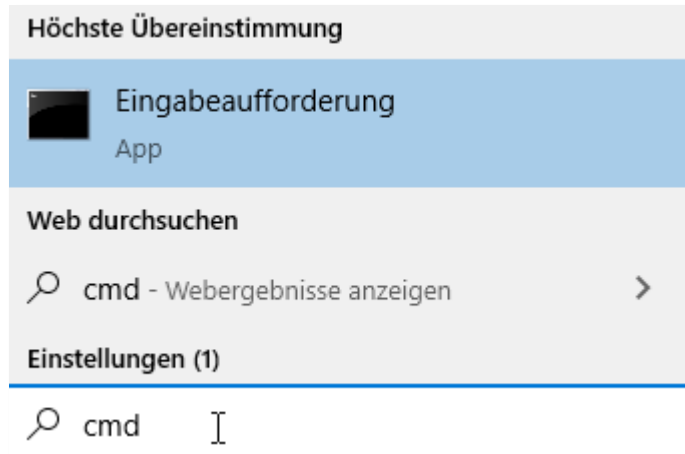 Höchste Übereinstimmung
Eingabeaufforderung
App
Web durchsuchen
cmd - Webergebnisse anzeigen
Einstellungen (1)
cmd